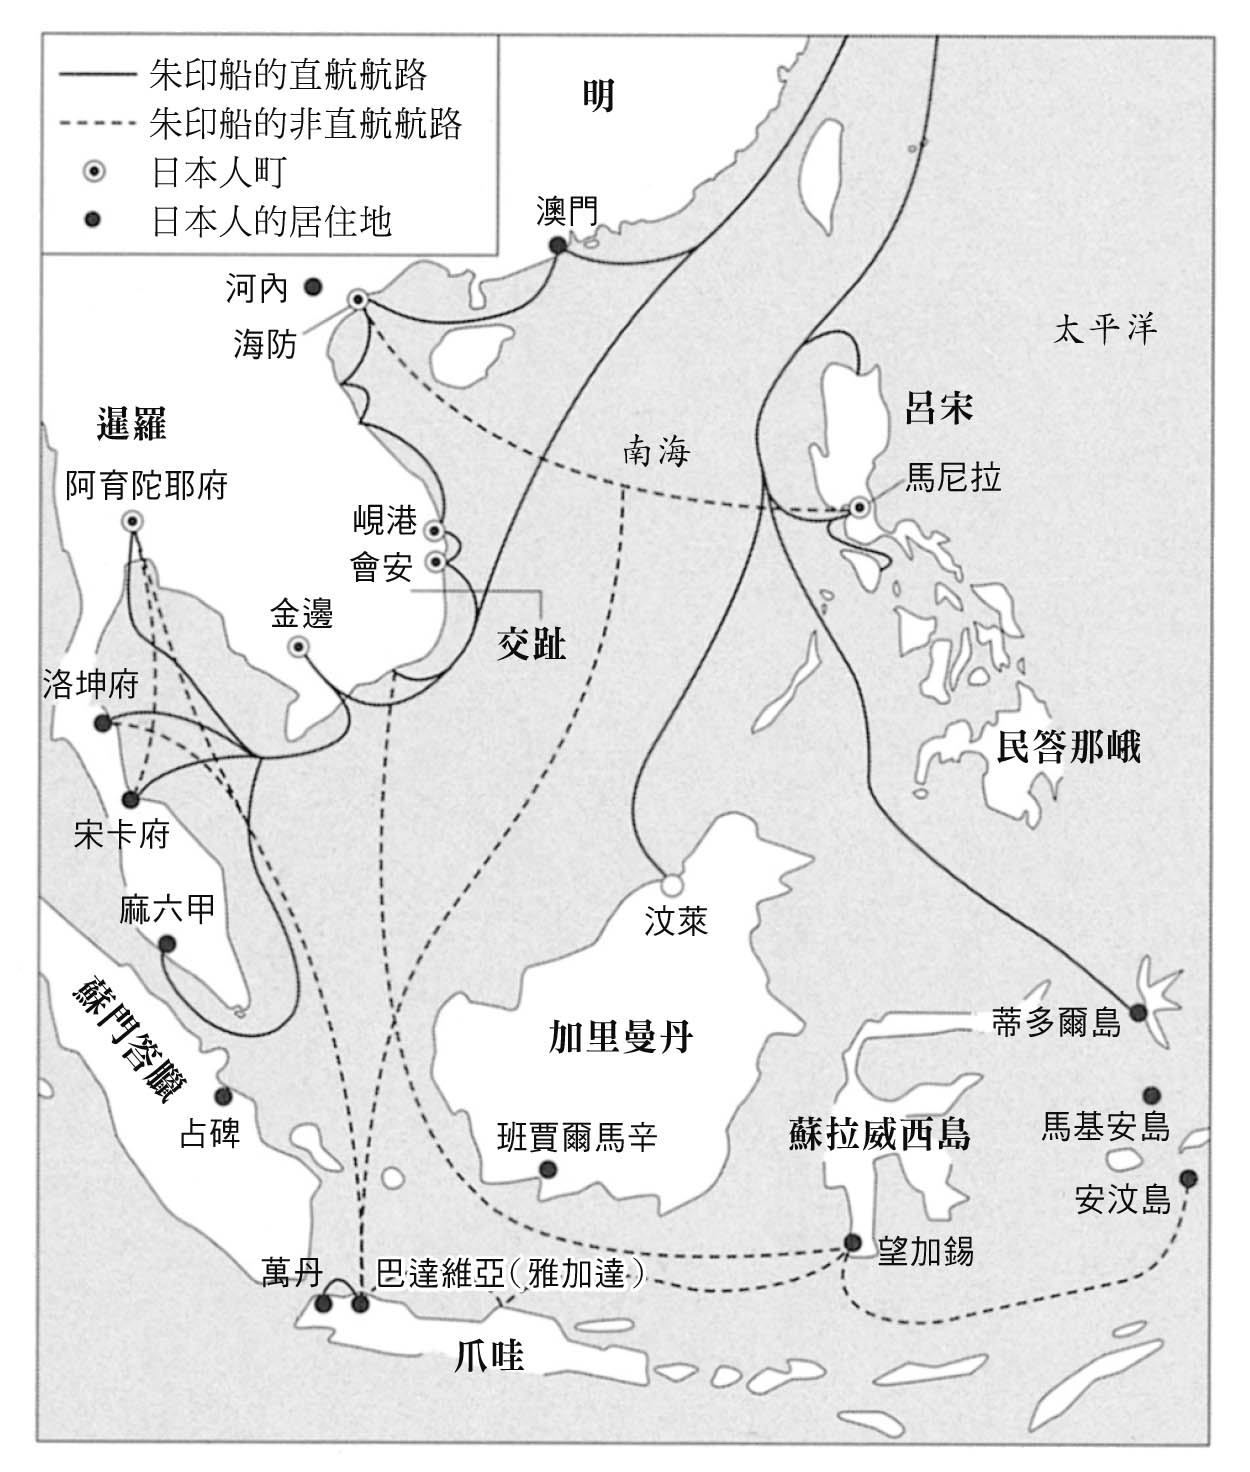 朱印船的直航航路
朱印船的非直航航路
日本人町
日本人的居住地
明
澳門
河內
海防
太平洋
暹羅
呂宋
南海
阿育陀耶府
馬尼拉
峴港
會安
金邊
交趾
洛坤府
民答那峨
宋卡府
麻六甲
汶萊
蘇門答臘
加里曼丹
蒂多爾島
占碑
班賈爾馬辛
蘇拉威西島
馬基安島
安汶島
望加錫
萬丹
巴達維亞（雅加達）
爪哇